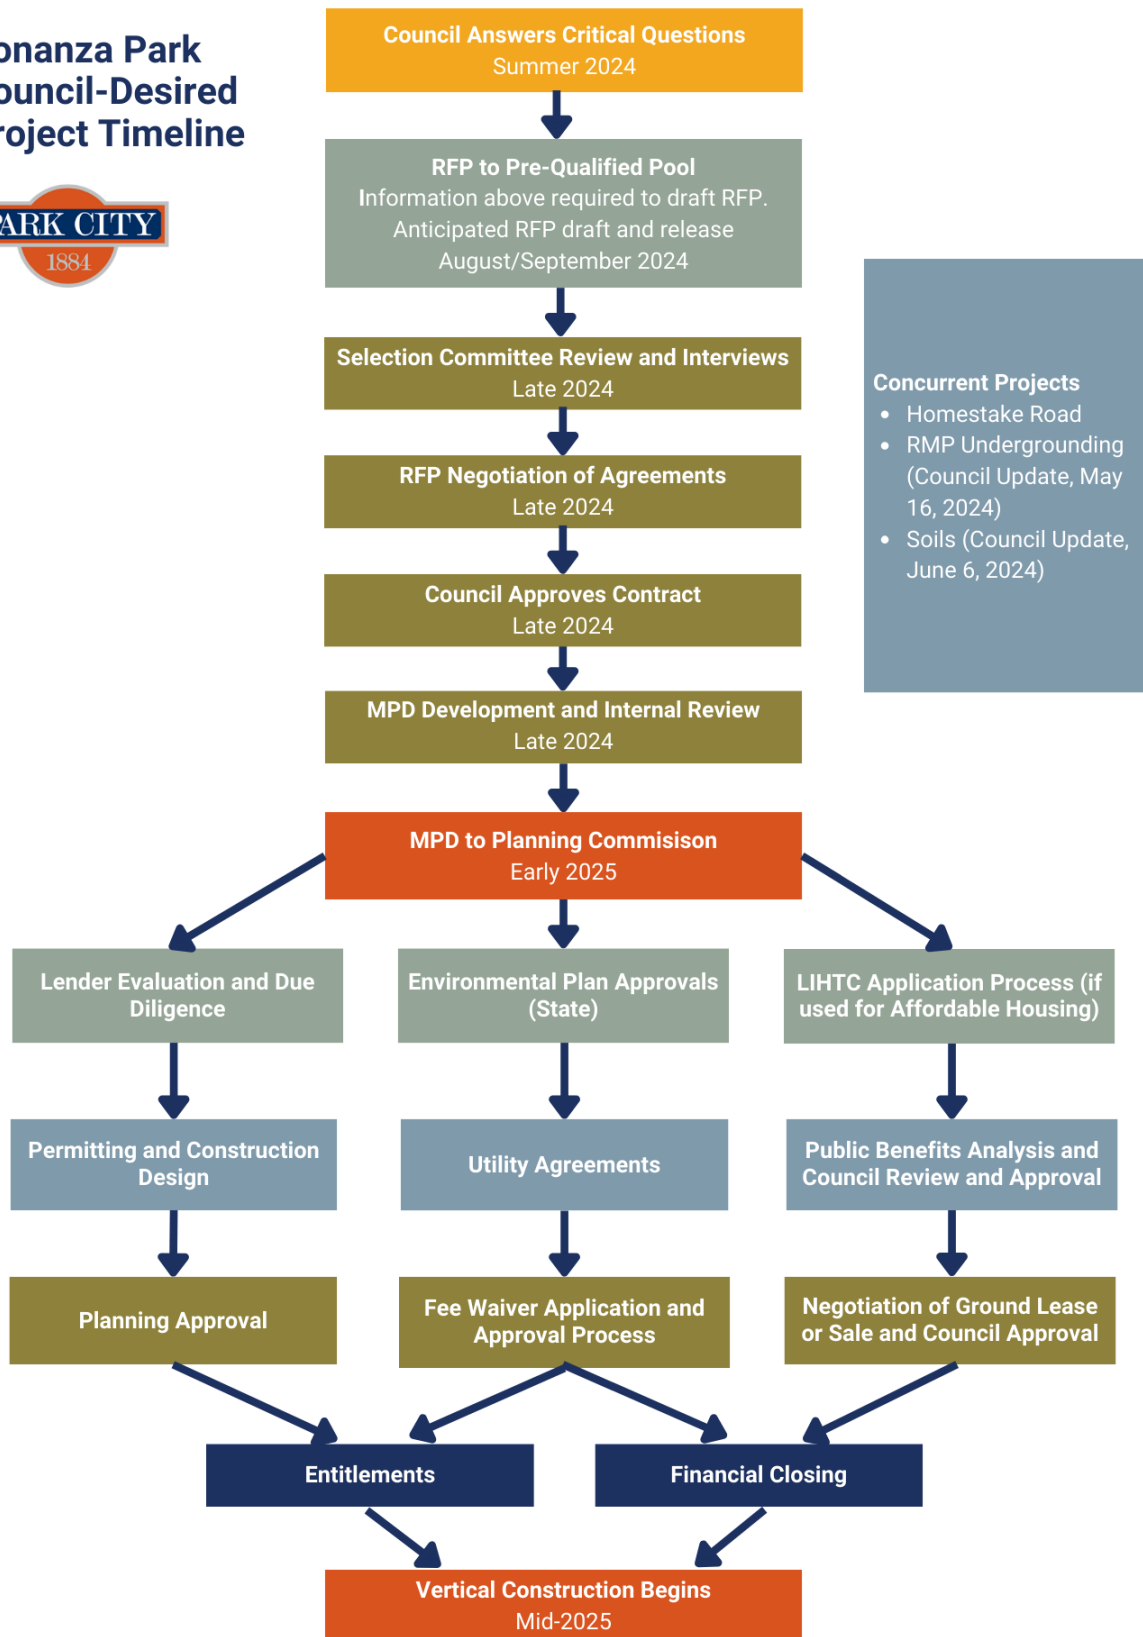 onanza Park
ouncil-Desired
roject Timeline
PARK CITY
1884
Council Answers Critical Questions
Summer 2024
RFP to Pre-Qualified Pool
Information above required to draft RFP.
Anticipated RFP draft and release
August/September 2024
Selection Committee Review and Interviews
Late 2024
RFP Negotiation of Agreements
Late 2024
Council Approves Contract
Late 2024
MPD Development and Internal Review
Late 2024
Concurrent Projects
• Homestake Road
• RMP Undergrounding
(Council Update, May
16, 2024)
• Soils (Council Update,
June 6, 2024)
MPD to Planning Commisison
Early 2025
Lender Evaluation and Due
Diligence
Environmental Plan Approvals
(State)
LIHTC Application Process (if
used for Affordable Housing)
Permitting and Construction
Design
Utility Agreements
Public Benefits Analysis and
Council Review and Approval
Planning Approval
Fee Waiver Application and
Approval Process
Negotiation of Ground Lease
or Sale and Council Approval
Entitlements
Financial Closing
Vertical Construction Begins
Mid-2025